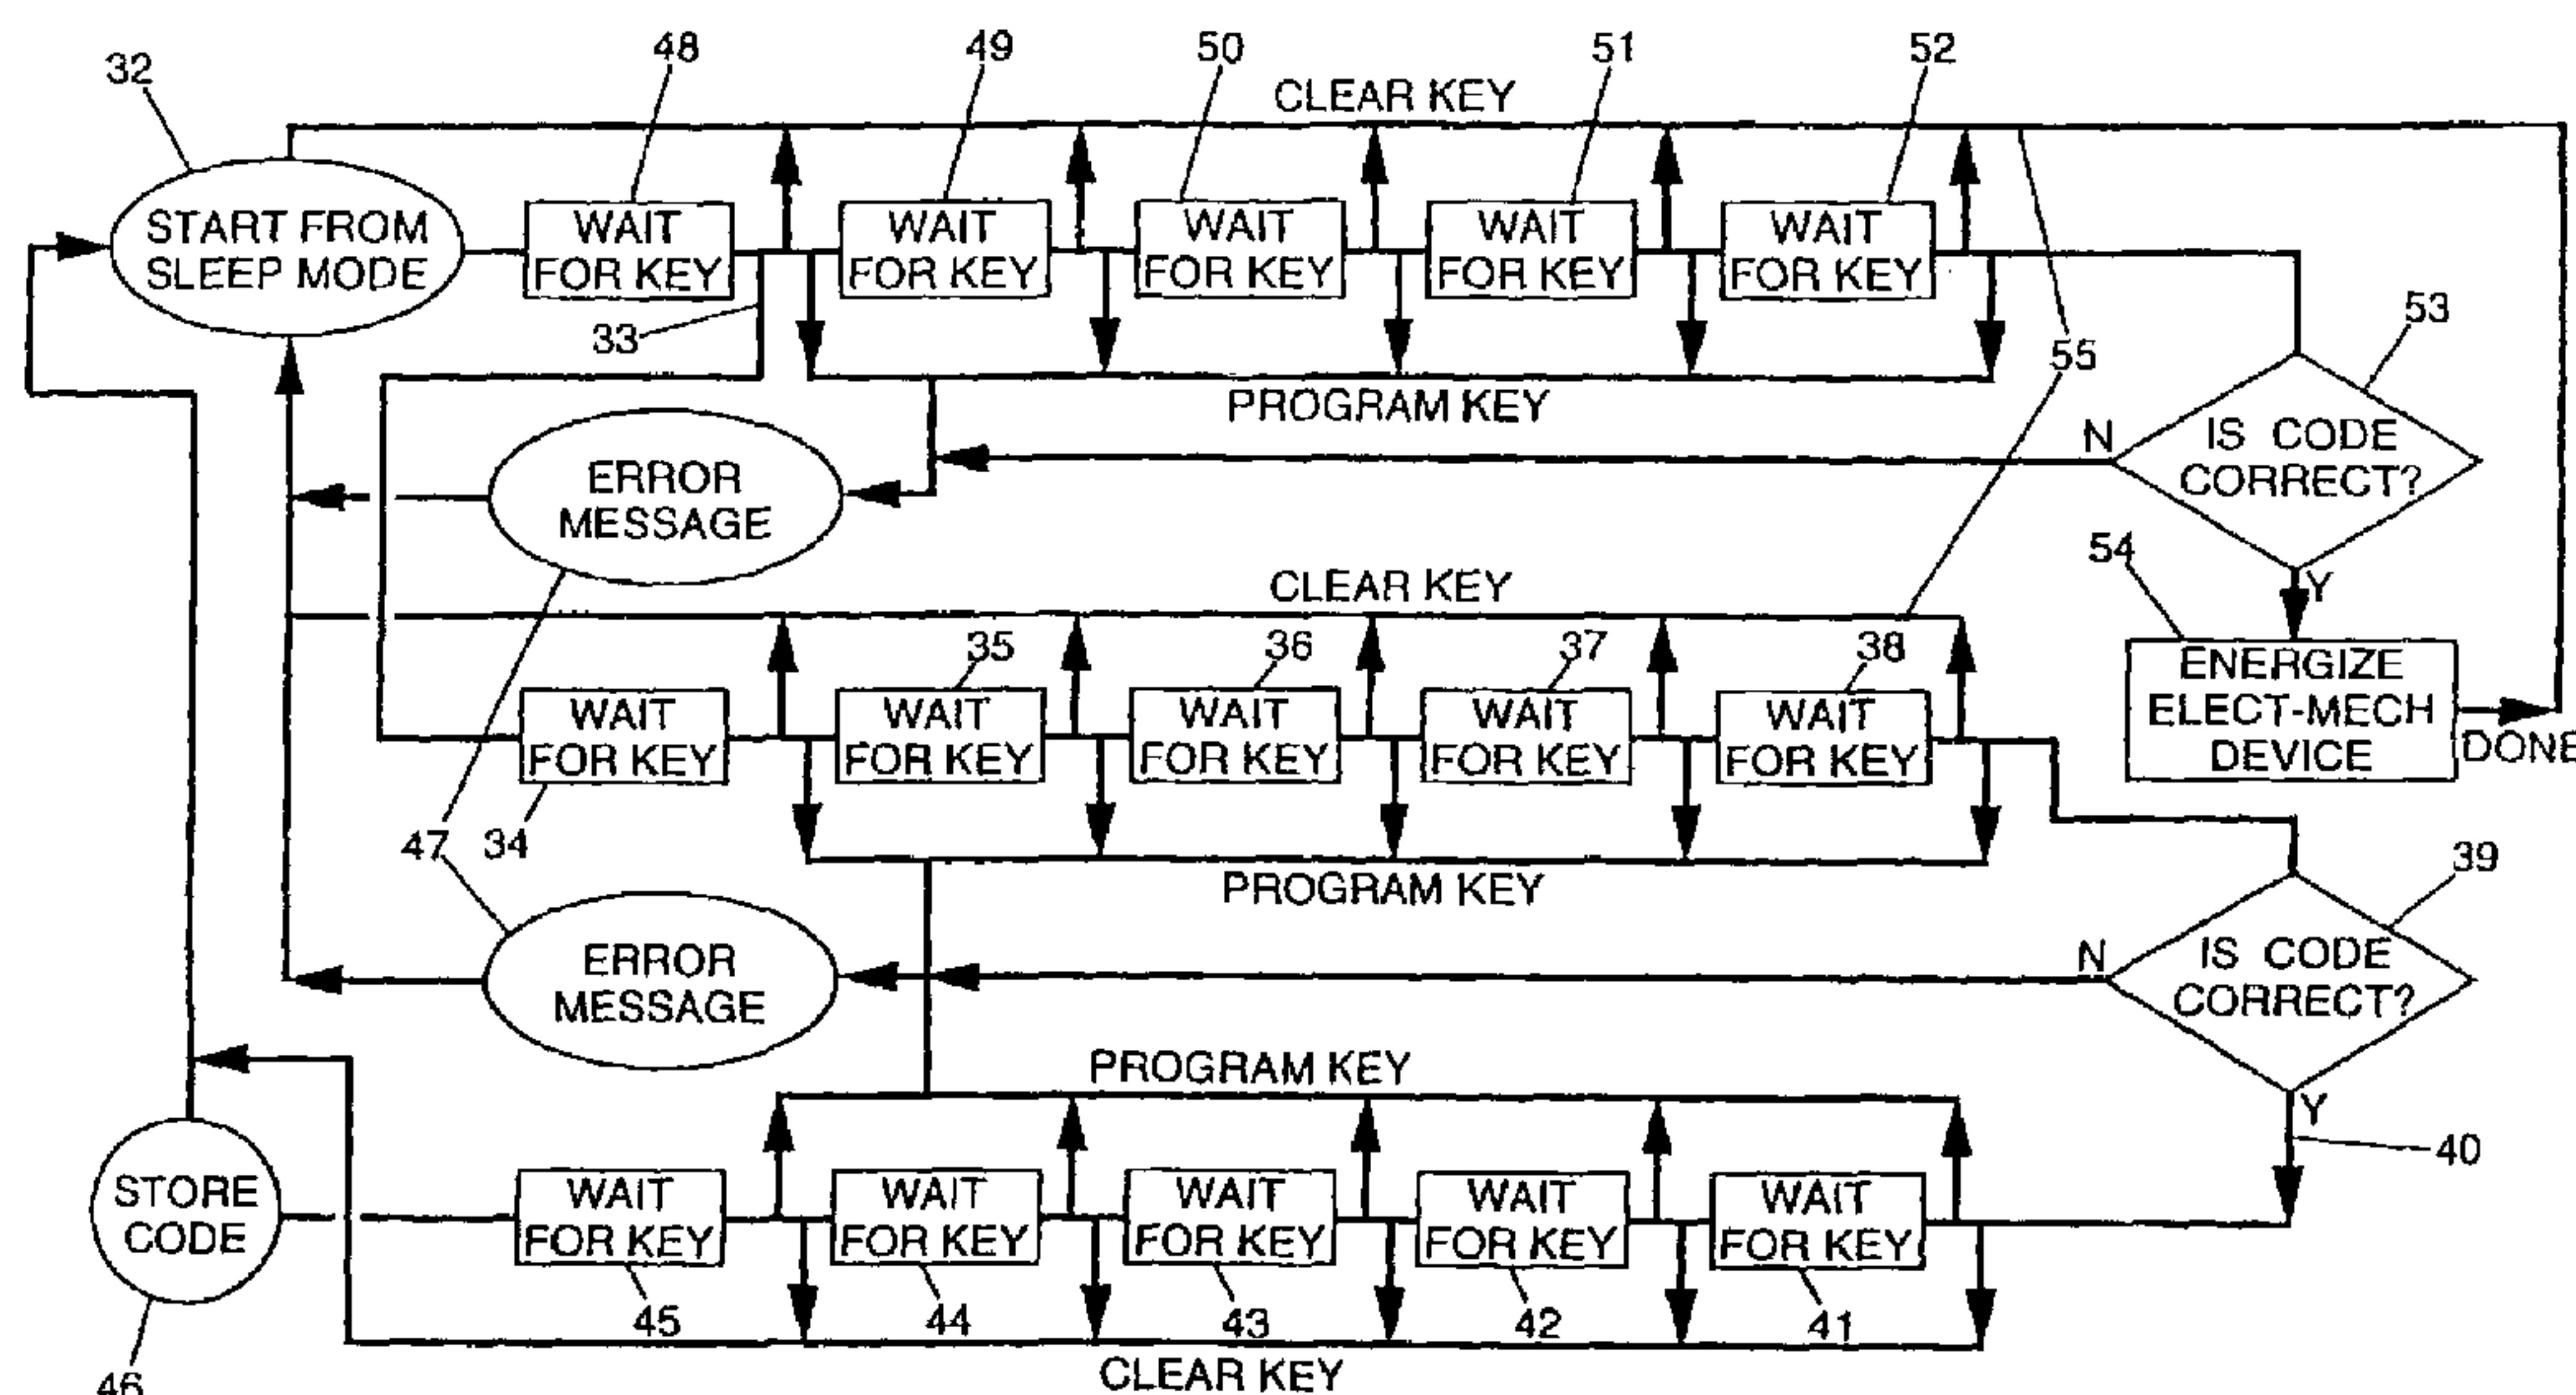 32
48
49
50
51
52
CLEAR KEY
START FROM
SLEEP MODE
WAIT
FOR KEY
WAIT
FOR KEY
WAIT
FOR KEY
WAIT
FOR KEY
WAIT
FOR KEY
33
53
55
PROGRAM KEY
ERROR
MESSAGE
N
IS CODE
CORRECT?
Y
54
CLEAR KEY
35
36
37
38
WAIT
FOR KEY
WAIT
FOR KEY
WAIT
FOR KEY
WAIT
FOR KEY
WAIT
FOR KEY
ENERGIZE
ELECT-MECH
DEVICE
DONE
47
34
PROGRAM KEY
39
ERROR
MESSAGE
N
IS CODE
CORRECT?
Y
40
PROGRAM KEY
STORE
CODE
WAIT
FOR KEY
WAIT
FOR KEY
WAIT
FOR KEY
WAIT
FOR KEY
WAIT
FOR KEY
45
44
43
42
41
CLEAR KEY
46